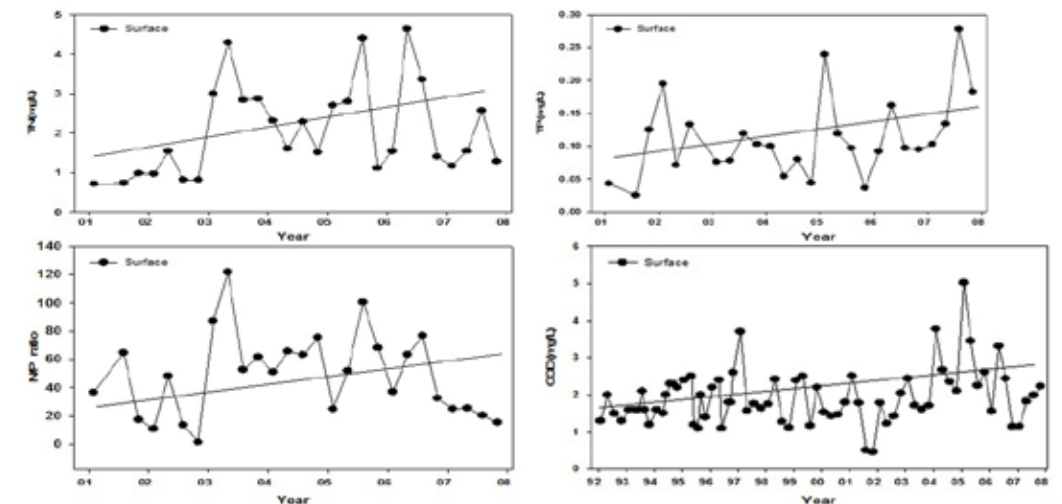 5
4
3
2
1
0
TN(mg/L)
Surface
01 02 03 04 05 06 07 08
Year
0.30
0.25
0.20
0.15
0.10
0.05
0.00
TP(mg/L)
Surface
01 02 03 04 05 06 07 08
Year
140
120
100
80
60
40
20
0
N/P ratio
Surface
01 02 03 04 05 06 07 08
Year
6
5
4
3
2
1
0
COD(mg/L)
Surface
92 93 94 95 96 97 98 99 00 01 02 03 04 05 06 07 08
Year